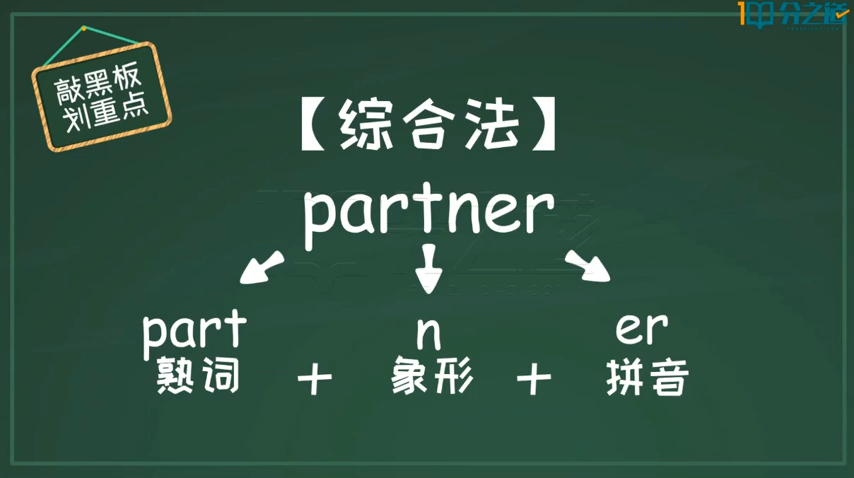 敲黑板
划重点
【综合法】
partner
part n er
熟词 + 象形 + 拼音